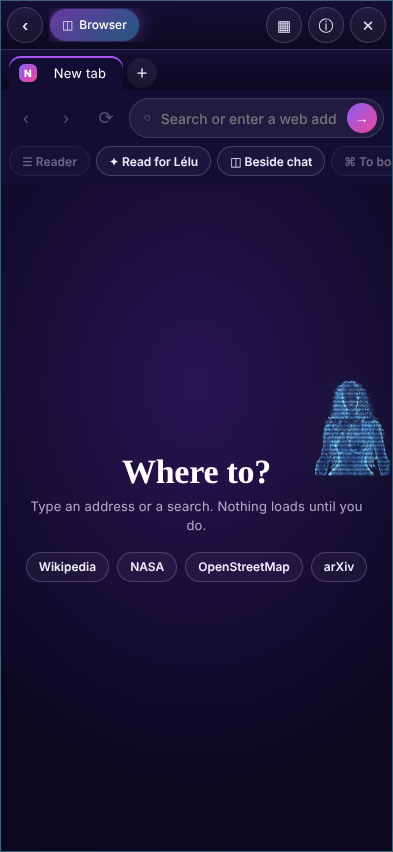 Browser
N New tab
Search or enter a web add
Reader
Read for Lélu
Beside chat
To bo
Where to?
Type an address or a search. Nothing loads until you
do.
Wikipedia
NASA
OpenStreetMap
arXiv